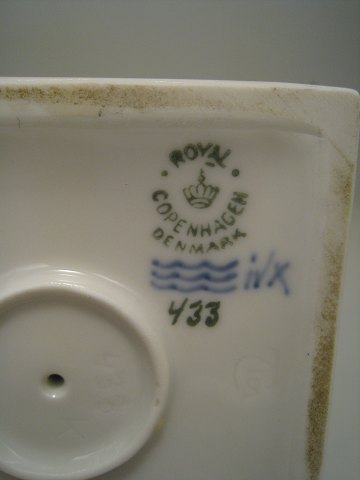 ROYAL
COPENHAGEN
DENMARK
433